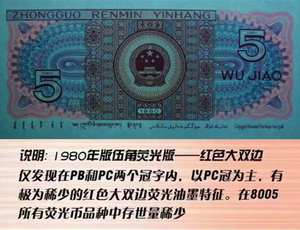 ZHONGGUO RENMIN YINHANG
5
5
WU JIAO
说明: 1980年版伍角荧光版——红色大双边
仅发现在PB和PC两个冠字内，以PC冠为主，有
极为稀少的红色大双边荧光油墨特征。在8005
所有荧光币品种中存世量稀少